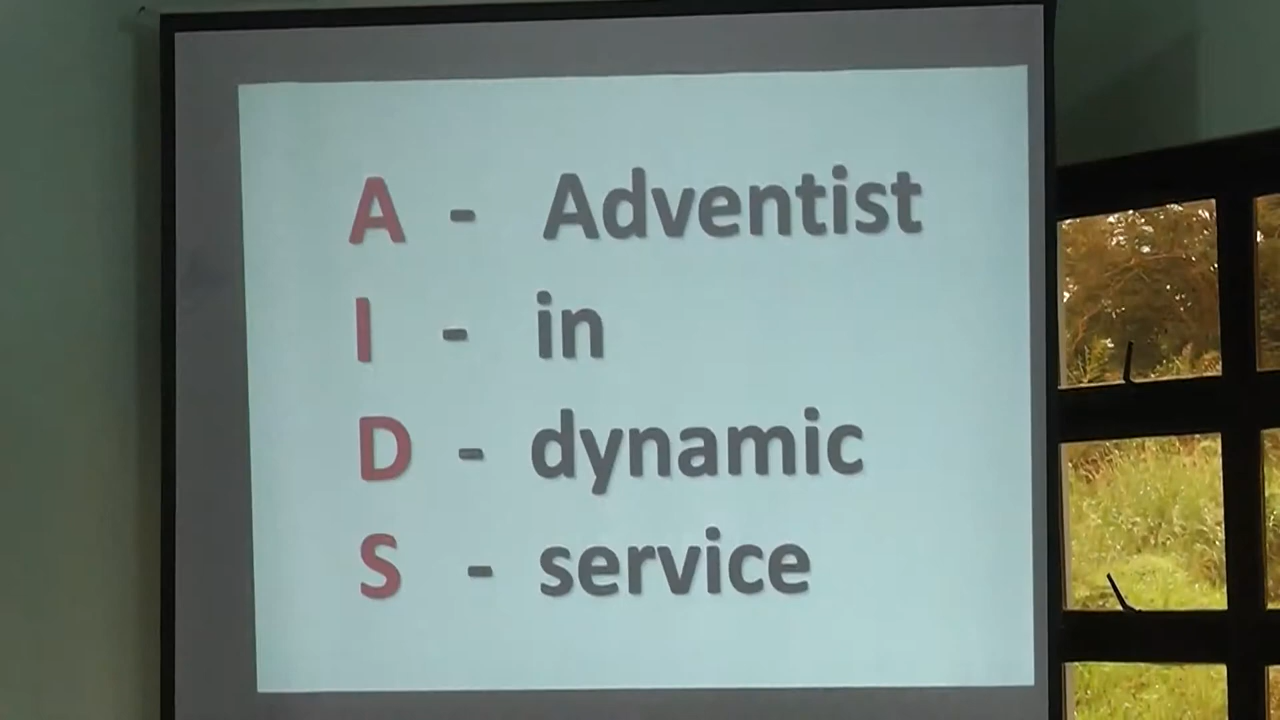 A - Adventist
I - in
D - dynamic
S - service